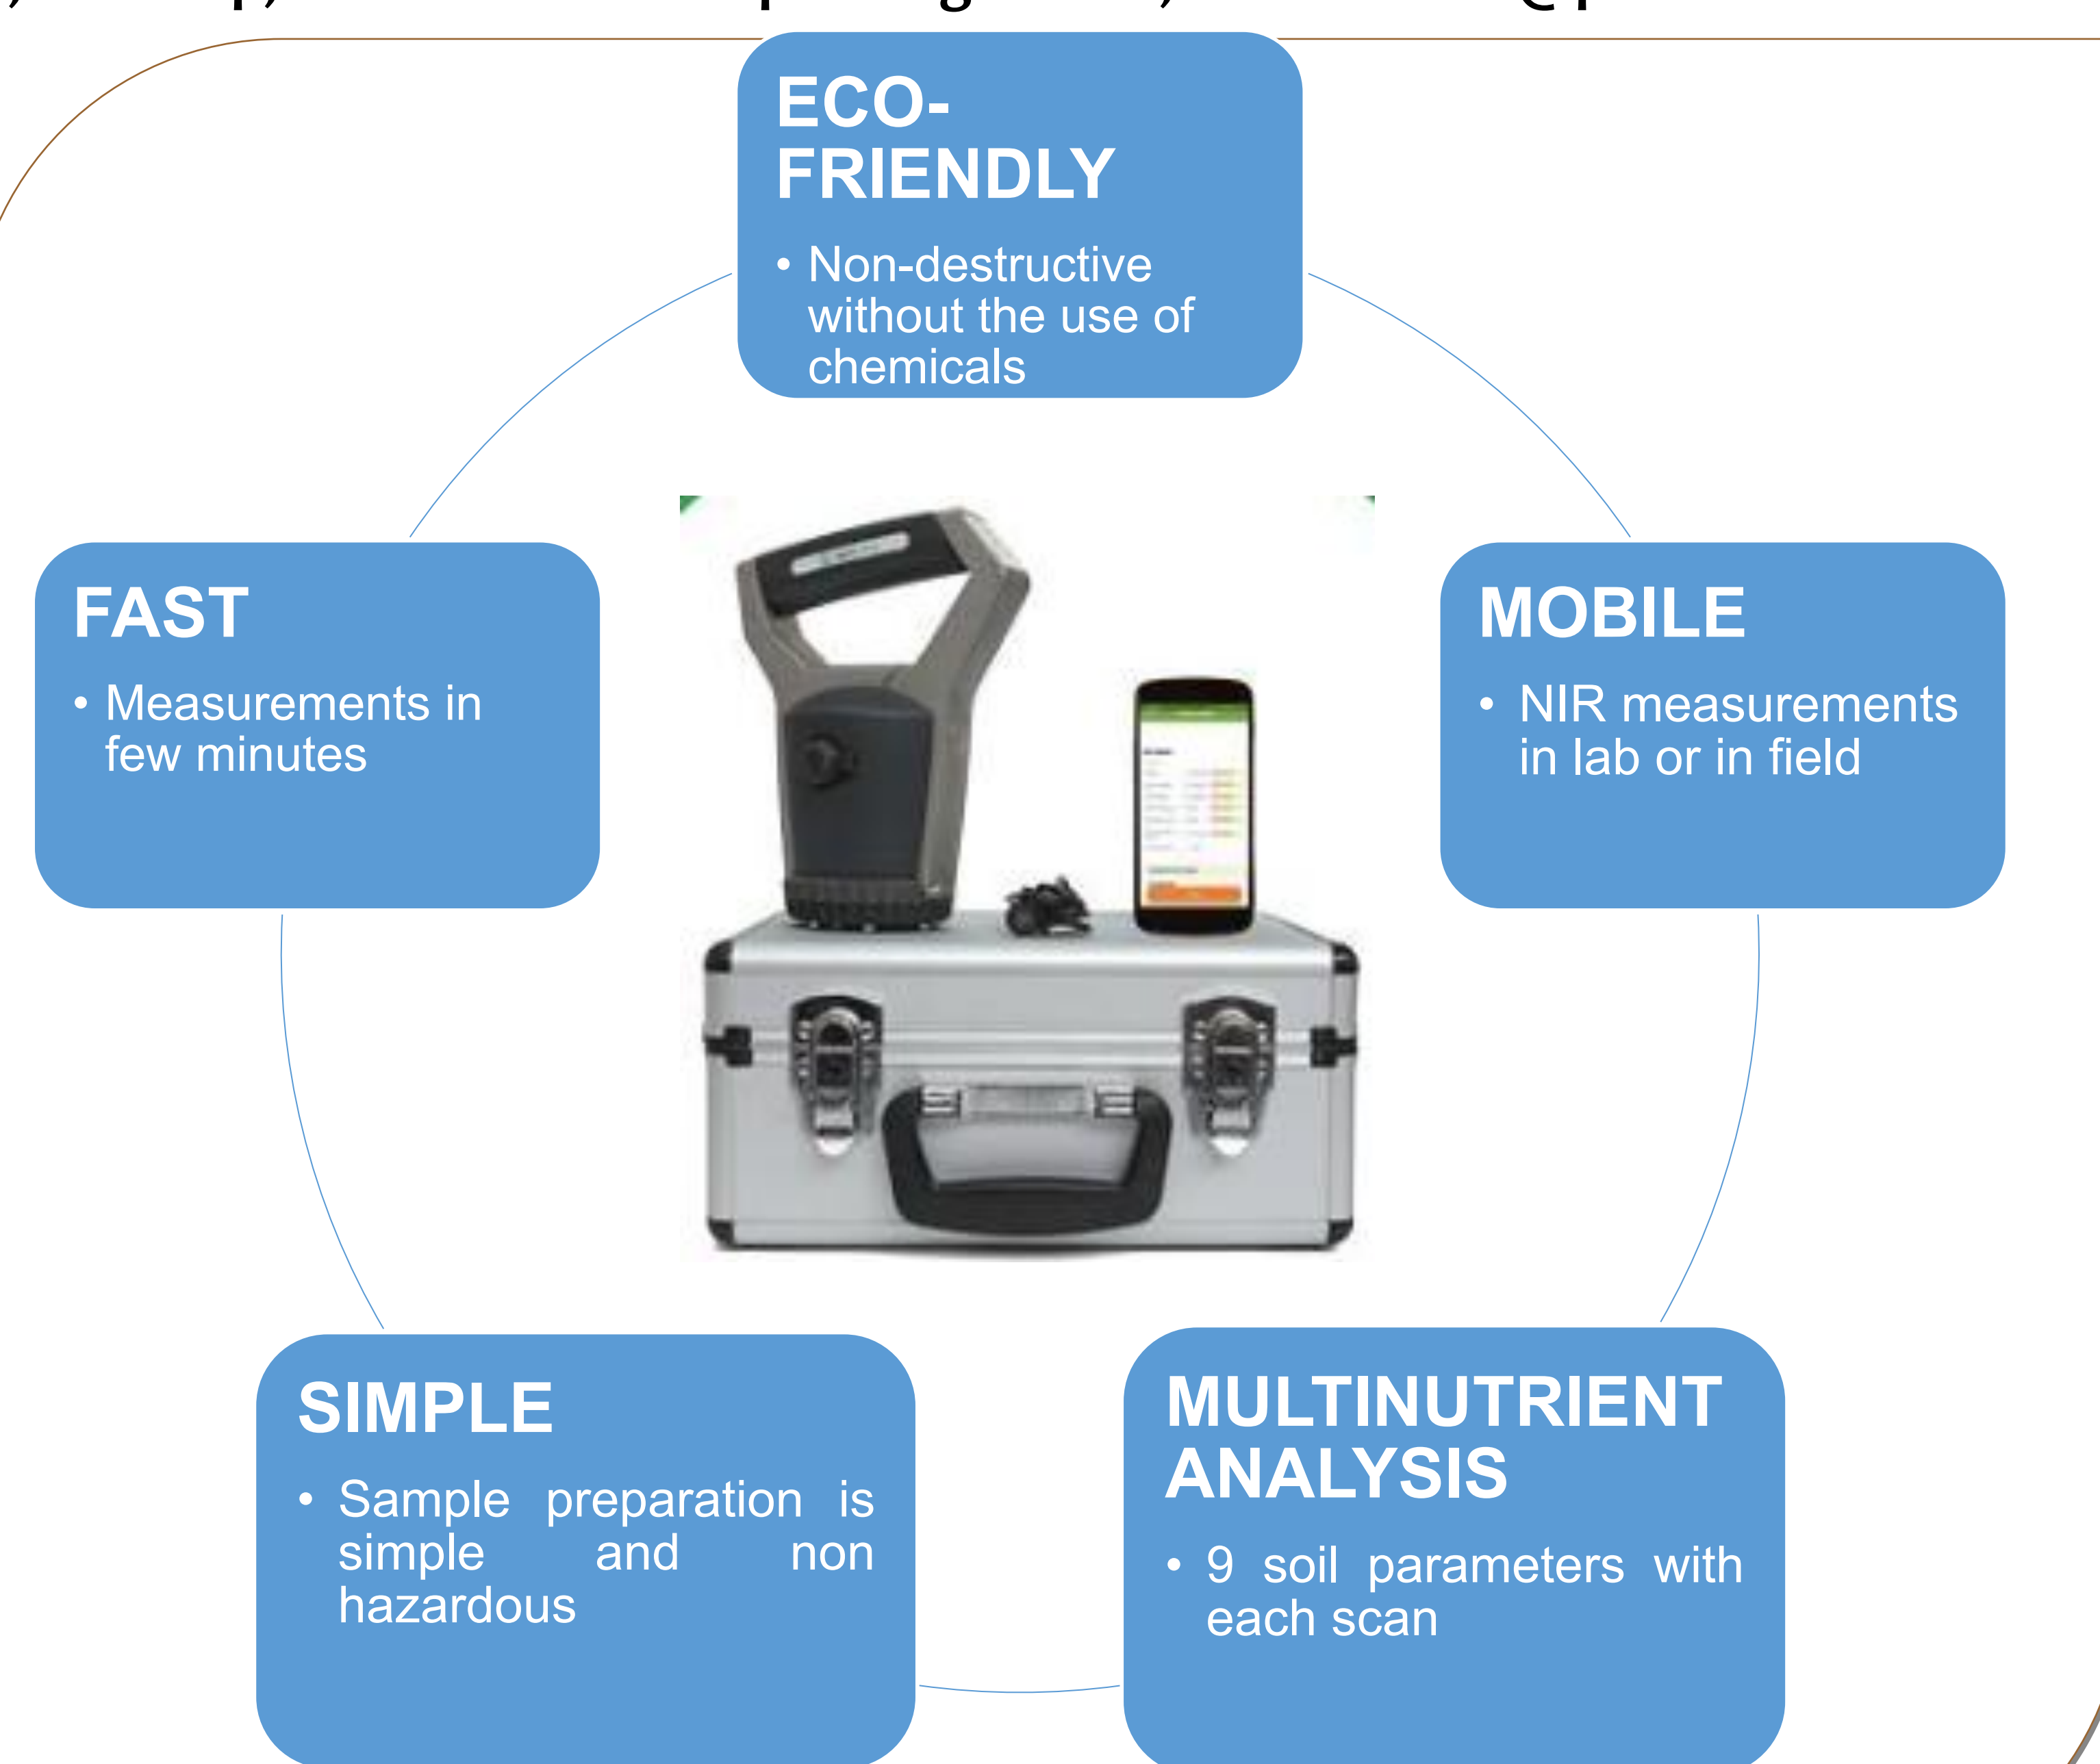 ECO-
FRIENDLY
• Non-destructive
without the use of
chemicals
FAST
• Measurements in
few minutes
MOBILE
• NIR measurements
in lab or in field
SIMPLE
• Sample preparation is
simple and non
hazardous
MULTINUTRIENT
ANALYSIS
• 9 soil parameters with
each scan